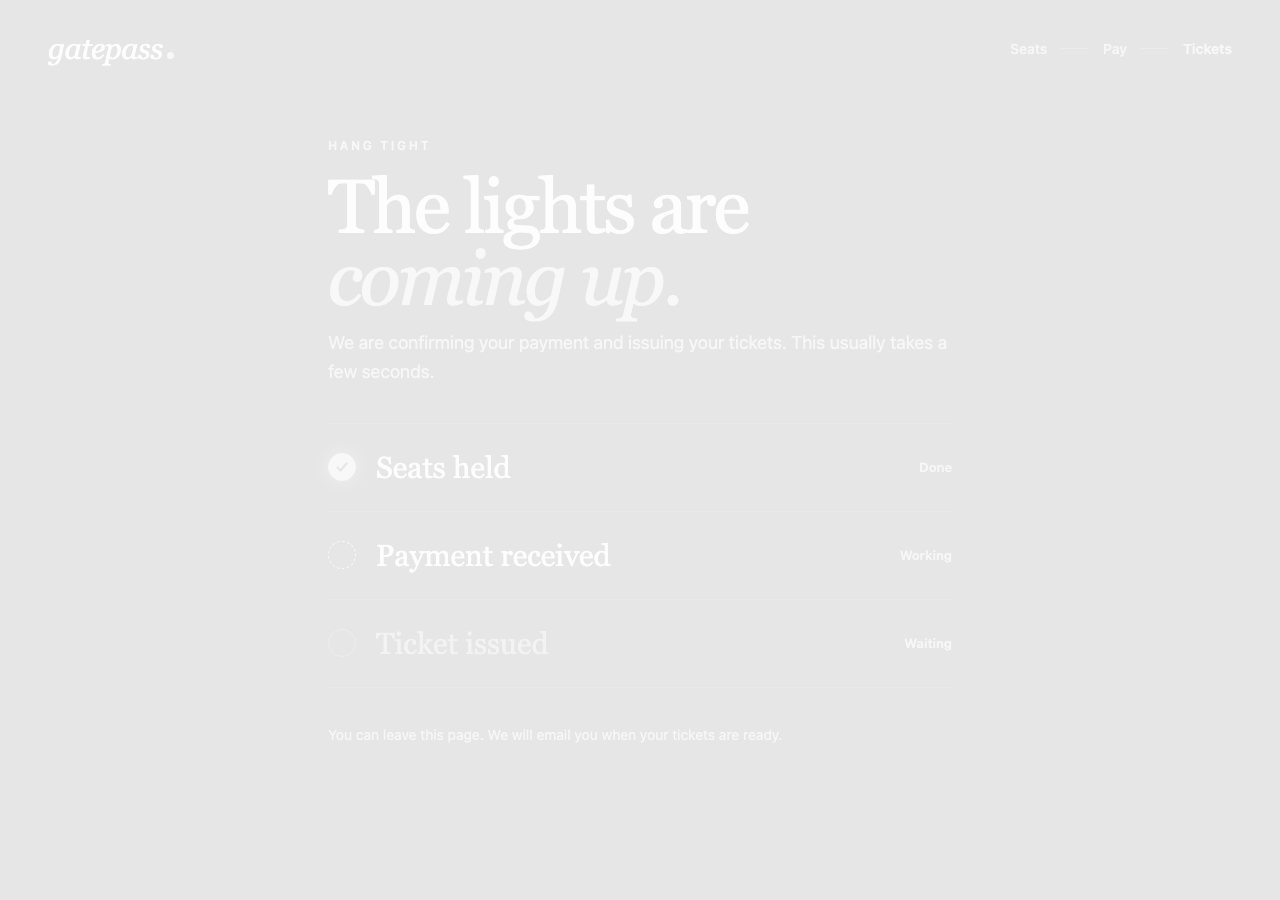 gatepass.
Seats Pay Tickets
HANG TIGHT
The lights are
coming up.
We are confirming your payment and issuing your tickets. This usually takes a
few seconds.
Seats held Done
Payment received Working
Ticket issued Waiting
You can leave this page. We will email you when your tickets are ready.